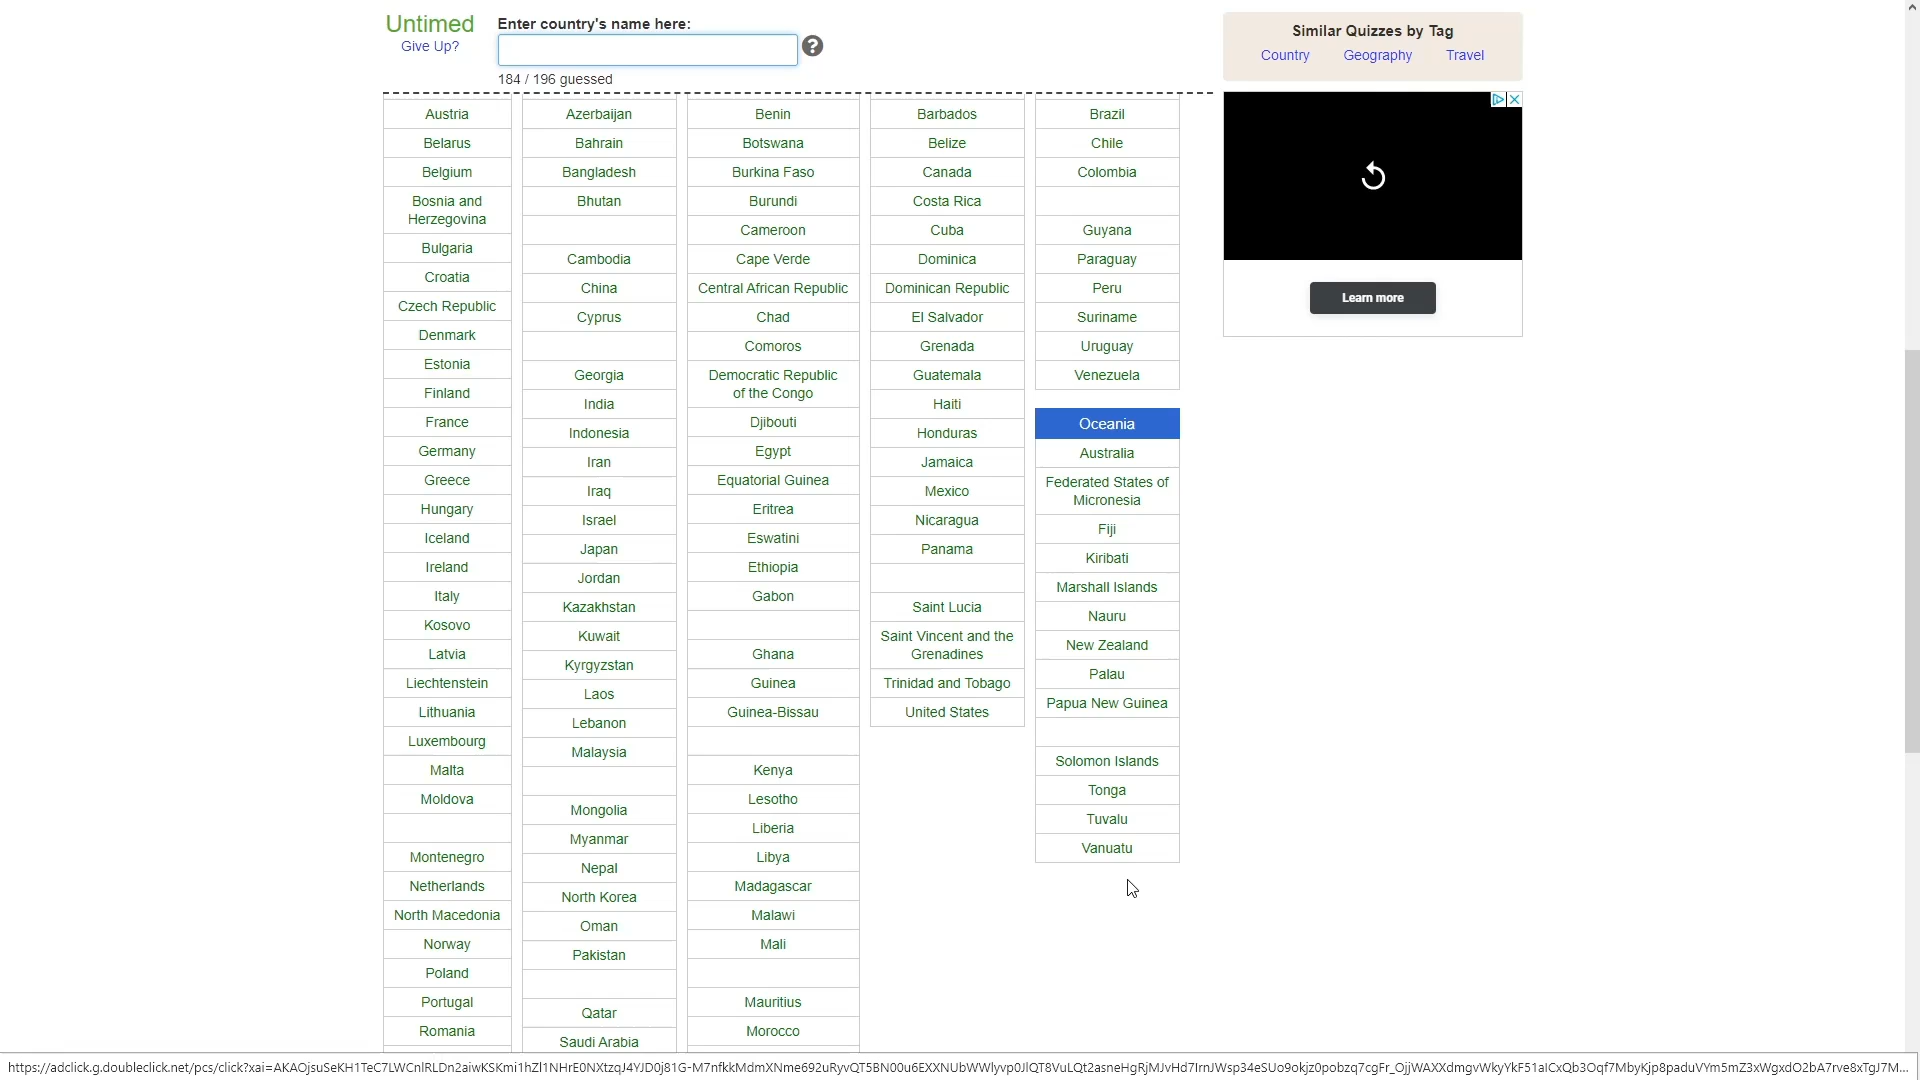 Untimed
Give Up?
Enter country's name here:
?
184 / 196 guessed
Austria
Belarus
Belgium
Bosnia and
Herzegovina
Bulgaria
Croatia
Czech Republic
Denmark
Estonia
Finland
France
Germany
Greece
Hungary
Iceland
Ireland
Italy
Kosovo
Latvia
Liechtenstein
Lithuania
Luxembourg
Malta
Moldova
Montenegro
Netherlands
North Macedonia
Norway
Poland
Portugal
Romania
Azerbaijan
Bahrain
Bangladesh
Bhutan
Cambodia
China
Cyprus
Georgia
India
Indonesia
Iran
Iraq
Israel
Japan
Jordan
Kazakhstan
Kuwait
Kyrgyzstan
Laos
Lebanon
Malaysia
Mongolia
Myanmar
Nepal
North Korea
Oman
Pakistan
Qatar
Saudi Arabia
Benin
Botswana
Burkina Faso
Burundi
Cameroon
Cape Verde
Central African Republic
Chad
Comoros
Democratic Republic
of the Congo
Djibouti
Egypt
Equatorial Guinea
Eritrea
Eswatini
Ethiopia
Gabon
Ghana
Guinea
Guinea-Bissau
Kenya
Lesotho
Liberia
Libya
Madagascar
Malawi
Mali
Mauritius
Morocco
Barbados
Belize
Canada
Costa Rica
Cuba
Dominica
Dominican Republic
El Salvador
Grenada
Guatemala
Haiti
Honduras
Jamaica
Mexico
Nicaragua
Panama
Saint Lucia
Saint Vincent and the
Grenadines
Trinidad and Tobago
United States
Brazil
Chile
Colombia
Guyana
Paraguay
Peru
Suriname
Uruguay
Venezuela
Oceania
Australia
Federated States of
Micronesia
Fiji
Kiribati
Marshall Islands
Nauru
New Zealand
Palau
Papua New Guinea
Solomon Islands
Tonga
Tuvalu
Vanuatu
Similar Quizzes by Tag
Country Geography Travel
Learn more